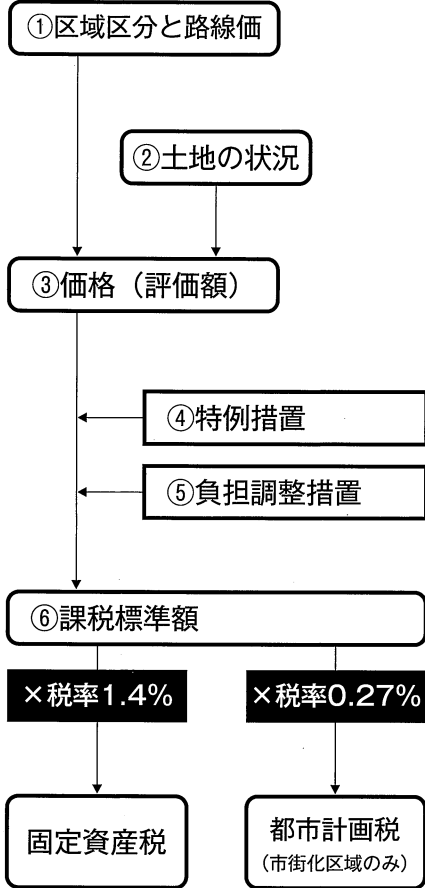 ①区域区分と路線価
②土地の状況
③価格（評価額）
④特例措置
⑤負担調整措置
⑥課税標準額
×税率1.4%
×税率0.27%
固定資産税
都市計画税
(市街化区域のみ)